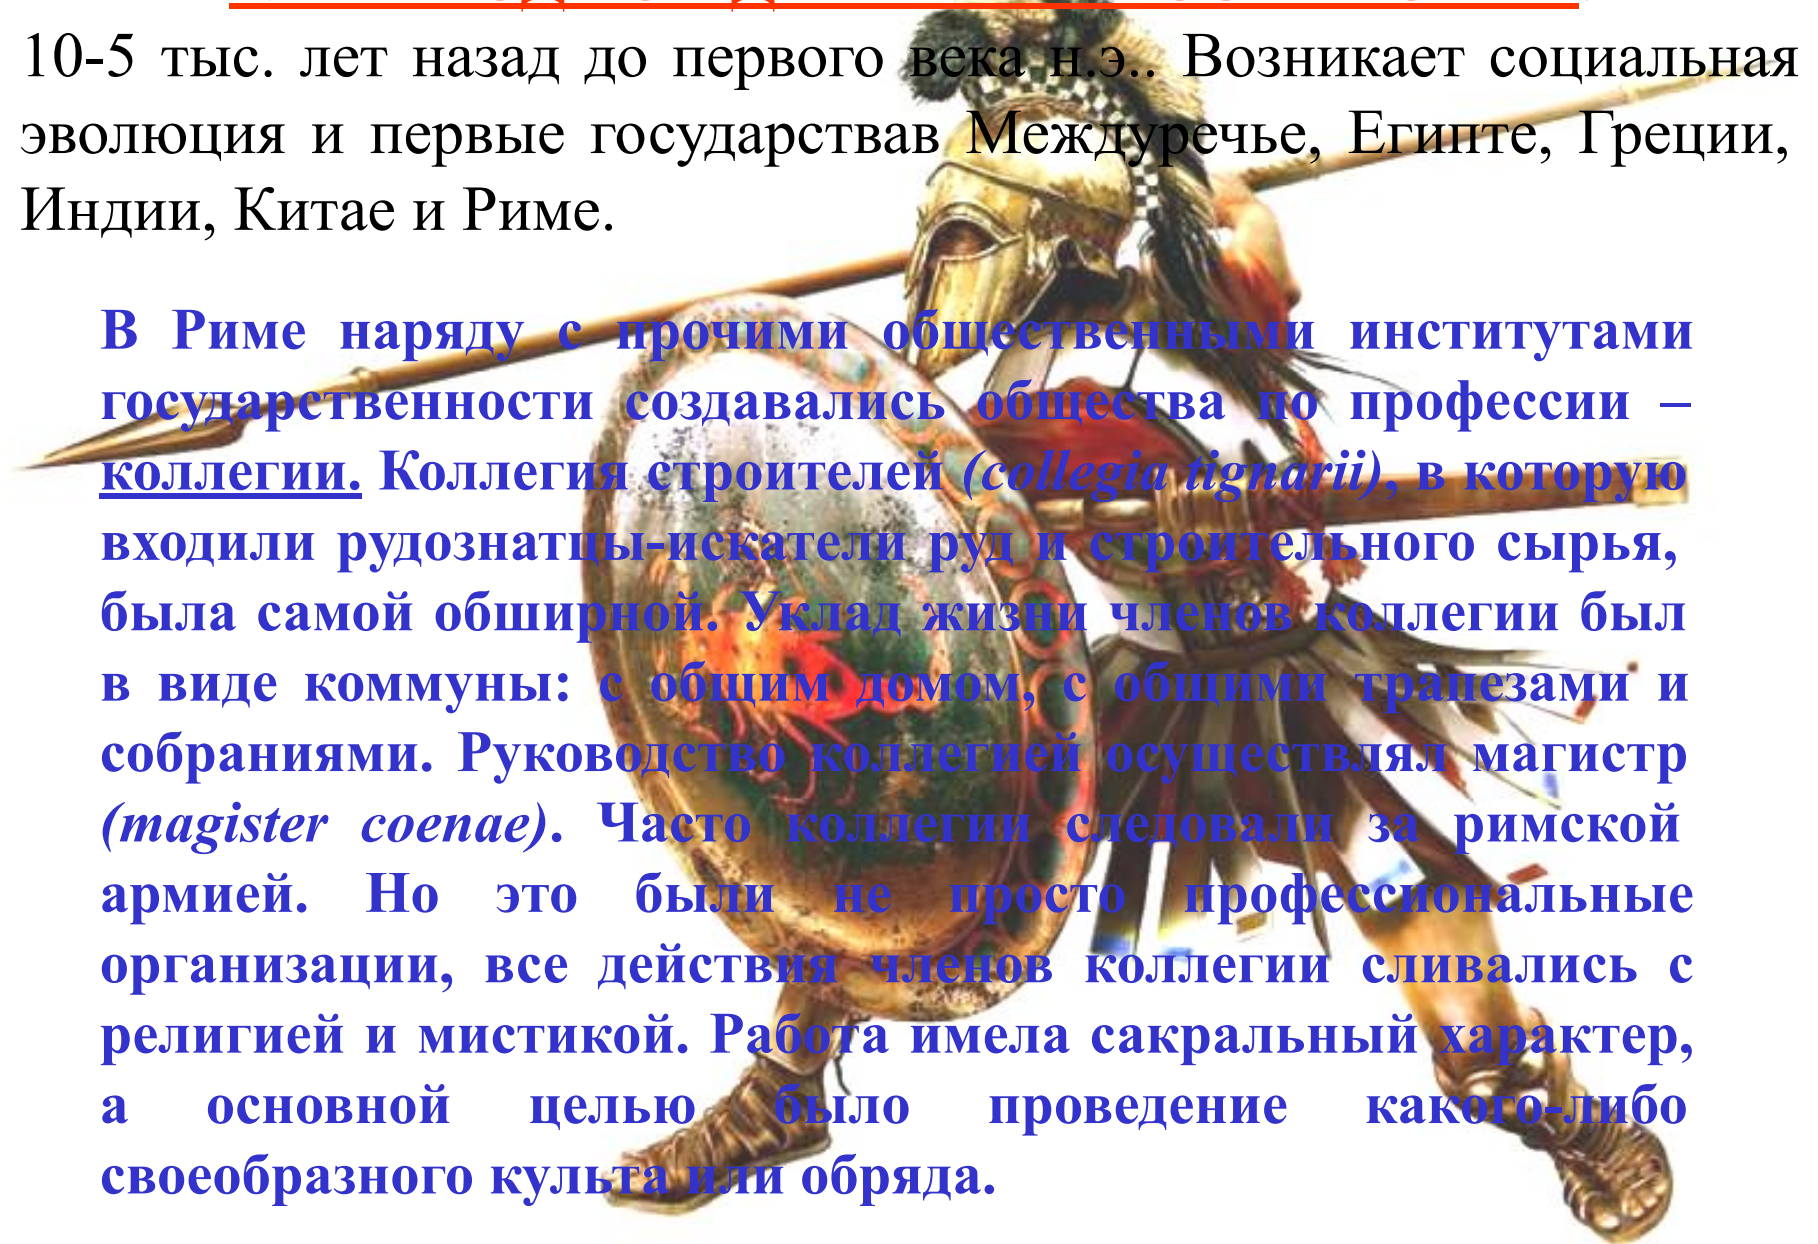 10-5 тыс. лет назад до первого века н.э.. Возникает социальная
эволюция и первые государствав Междуречье, Египте, Греции,
Индии, Китае и Риме.
В Риме наряду с прочими общественными институтами
государственности создавались общества по профессии –
коллегии. Коллегия строителей (collegia tignarii), в которую
входили рудознатцы-искатели руд и строительного сырья,
была самой обширной. Уклад жизни членов коллегии был
в виде коммуны: с общим домом, с общими трапезами и
собраниями. Руководство коллегией осуществлял магистр
(magister coenae). Часто коллегии следовали за римской
армией. Но это были не просто профессиональные
организации, все действия членов коллегии сливались с
религией и мистикой. Работа имела сакральный характер,
а основной целью было проведение какого-либо
своеобразного культа или обряда.